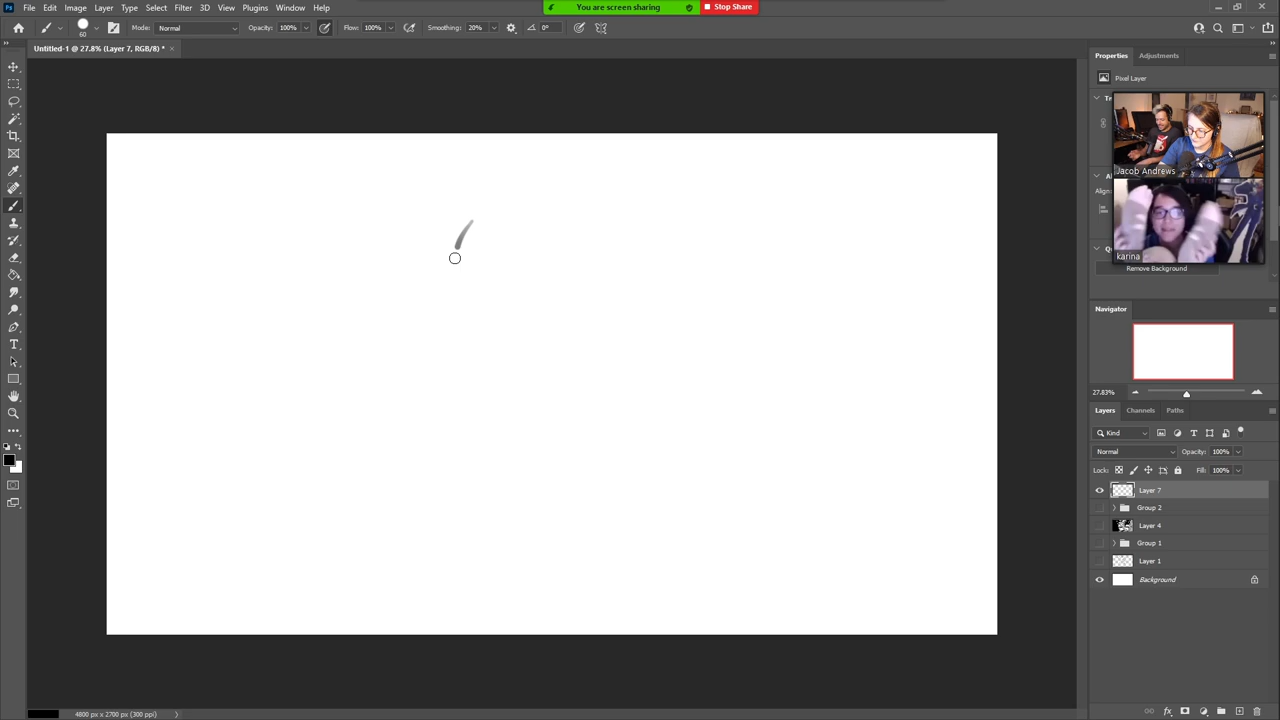 File Edit Image Layer Type Select Filter 3D View Plugins Window Help
You are screen sharing Stop Share
60 Mode: Normal Opacity: 100% Flow: 100% Smoothing: 20% 0°
Untitled-1 @ 27.8% (Layer 7, RGB/8) * ×
Properties Adjustments
Pixel Layer
Jacob Andrews
karina
Remove Background
Navigator
27.83%
Layers Channels Paths
Kind
Normal Opacity: 100%
Lock: Fill: 100%
Layer 7
Group 2
Layer 4
Group 1
Layer 1
Background
4800 px x 2700 px (300 ppi)